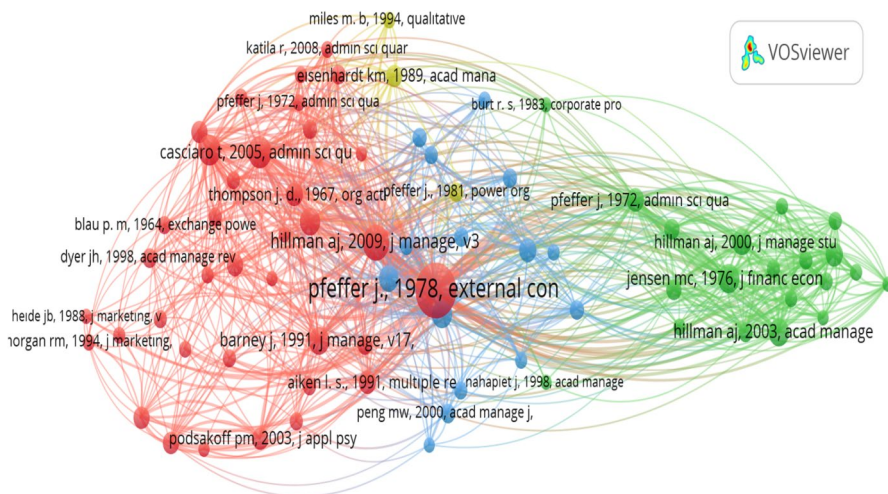 miles m. b, 1994, qualitative
VOSviewer
katila r, 2008, admin sci quar
eisenhardt km, 1989, acad mana
pfeffer j, 1972, admin sci qua
burt r. s, 1983, corporate pro
casciaro t, 2005, admin sci qu
thompson j. d., 1967, org acti
pfeffer j., 1981, power org
pfeffer j, 1972, admin sci qua
blau p. m, 1964, exchange powe
hillman aj, 2009, j manage, v3
hillman aj, 2000, j manage stu
dyer jh, 1998, acad manage rev
jensen mc, 1976, j financ econ
pfeffer j., 1978, external con
heide jb, 1988, j marketing, v
hillman aj, 2003, acad manage
norgan rm, 1994, j marketing,
barney j, 1991, j manage, v17,
aiken l. s., 1991, multiple re
nahapiet j, 1998, acad manage
peng mw, 2000, acad manage j,
podsakoff pm, 2003, j appl psy